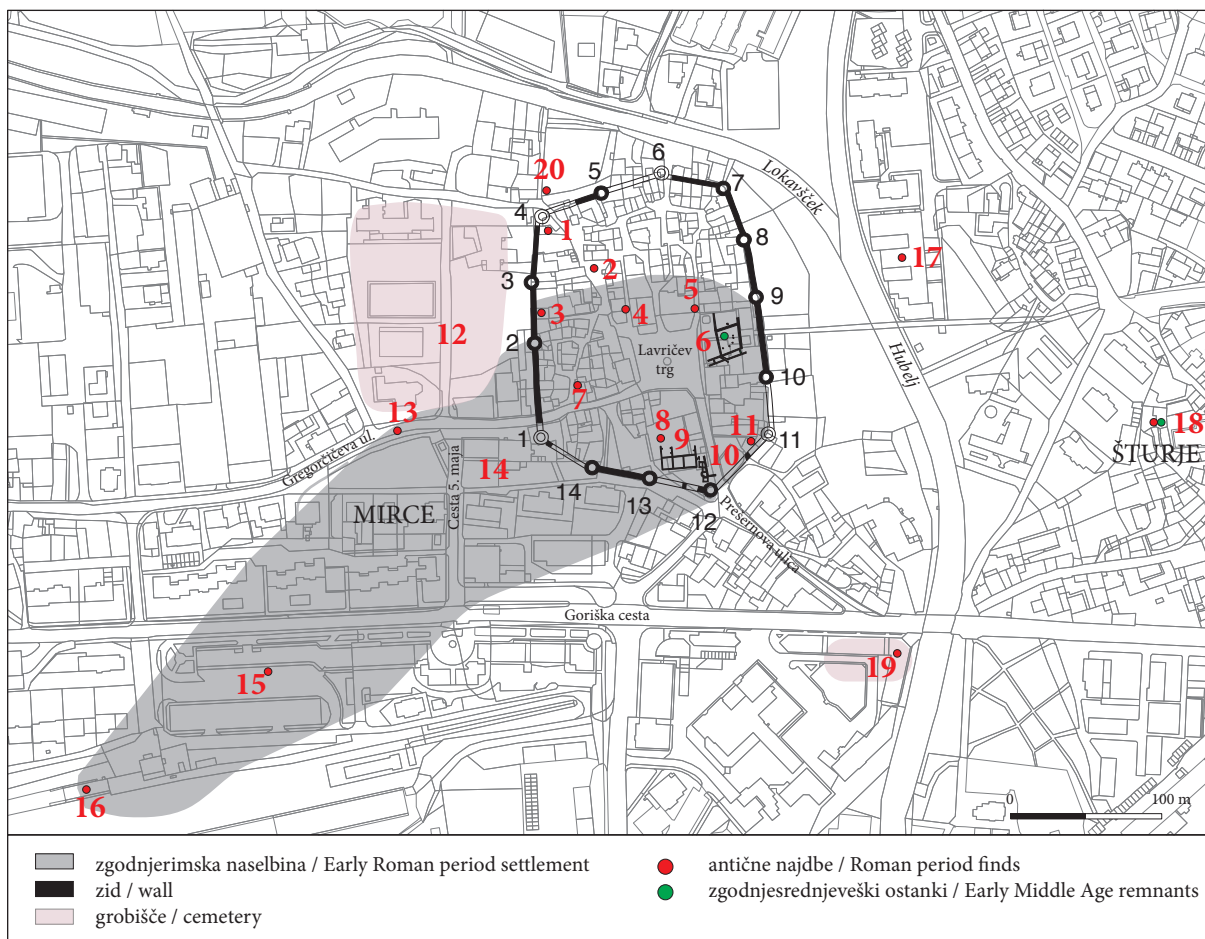 6
20
5
7
Lokavšček
4
1
8
17
2
3
5
9
3
4
6
12
2
Lavričev
trg
Hubelj
10
7
13
8
11
18
1
9
11
Gregorčičeva ul.
14
10
ŠTURJE
Cesta 5. maja
14
13
MIRCE
12
Prešernova ulica
Goriška cesta
19
15
16
0 100 m
zgodnjerimska naselbina / Early Roman period settlement
zid / wall
grobišče / cemetery
antične najdbe / Roman period finds
zgodnjesrednjeveški ostanki / Early Middle Age remnants